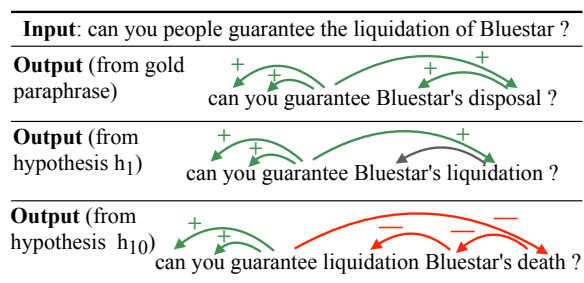 Input: can you people guarantee the liquidation of Bluestar ?
Output (from gold
paraphrase)
+ + + +
can you guarantee Bluestar's disposal ?
Output (from
hypothesis h1)
+ + +
can you guarantee Bluestar's liquidation ?
Output (from
hypothesis h10)
+ + — — —
can you guarantee liquidation Bluestar's death ?